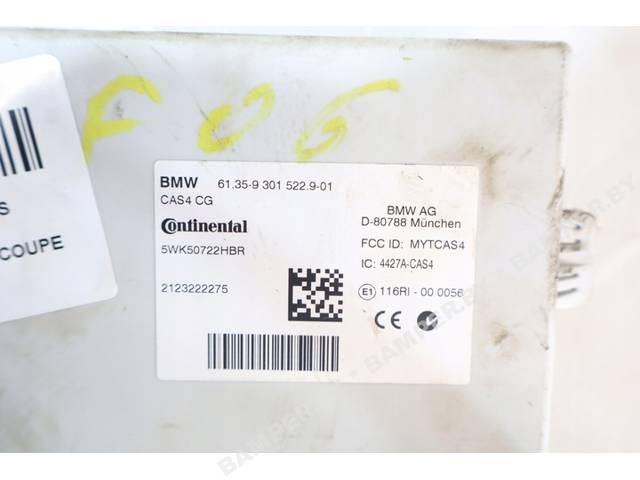 F06
S
COUPE
BMW 61.35-9 301 522.9-01
CAS4 CG
Continental
5WK50722HBR
2123222275
BMW AG
D-80788 München
FCC ID: MYTCAS4
IC: 4427A-CAS4
E1 116RI - 00 0056
CE
BAMPER.BY